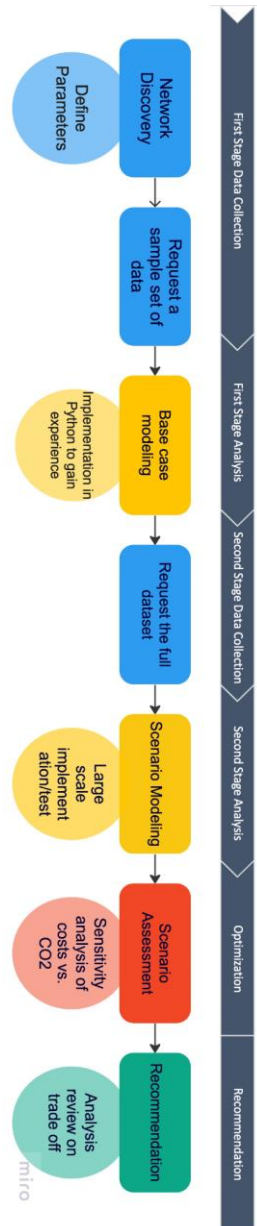 First Stage Data Collection
First Stage Analysis
Second Stage Data Collection
Second Stage Analysis
Optimization
Recommendation
Network
Discovery
Request a
sample set of
data
Base case
modeling
Request the full
dataset
Scenario Modeling
Scenario
Assessment
Recommendation
Define
Parameters
Implementation in
Python to gain
experience
Large
scale
implement
ation/test
Sensitivity
analysis of
costs vs.
CO2
Analysis
review on
trade off
miro